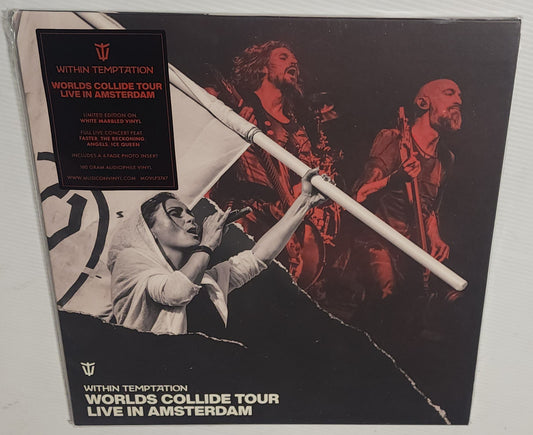 WITHIN TEMPTATION
WORLDS COLLIDE TOUR
LIVE IN AMSTERDAM
LIMITED EDITION ON
WHITE MARBLED VINYL
FULL LIVE CONCERT FEAT
FASTER, THE RECKONING,
ANGELS, ICE QUEEN
INCLUDES A 4-PAGE PHOTO INSERT
180 GRAM AUDIOPHILE VINYL
WWW.MUSICONVINYL.COM | MOVLP3767
WITHIN TEMPTATION
WORLDS COLLIDE TOUR
LIVE IN AMSTERDAM